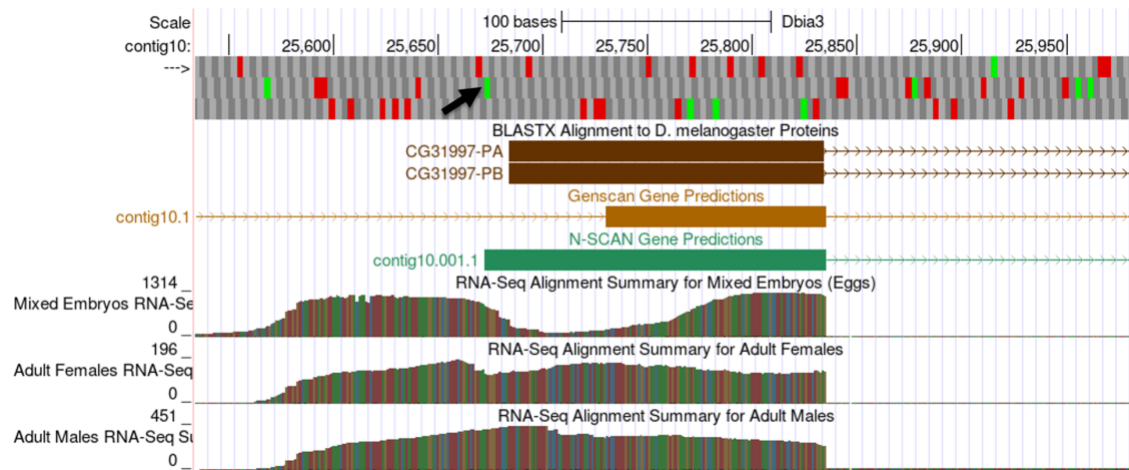 Scale 100 bases Dbia3
contig10: 25,600 25,650 25,700 25,750 25,800 25,850 25,900 25,950
--->
BLASTX Alignment to D. melanogaster Proteins
CG31997-PA
CG31997-PB
Genscan Gene Predictions
contig10.1
N-SCAN Gene Predictions
contig10.001.1
RNA-Seq Alignment Summary for Mixed Embryos (Eggs)
1314 _
Mixed Embryos RNA-Se
0 _
RNA-Seq Alignment Summary for Adult Females
196 _
Adult Females RNA-Seq
0 _
RNA-Seq Alignment Summary for Adult Males
451 _
Adult Males RNA-Seq Su
0 _